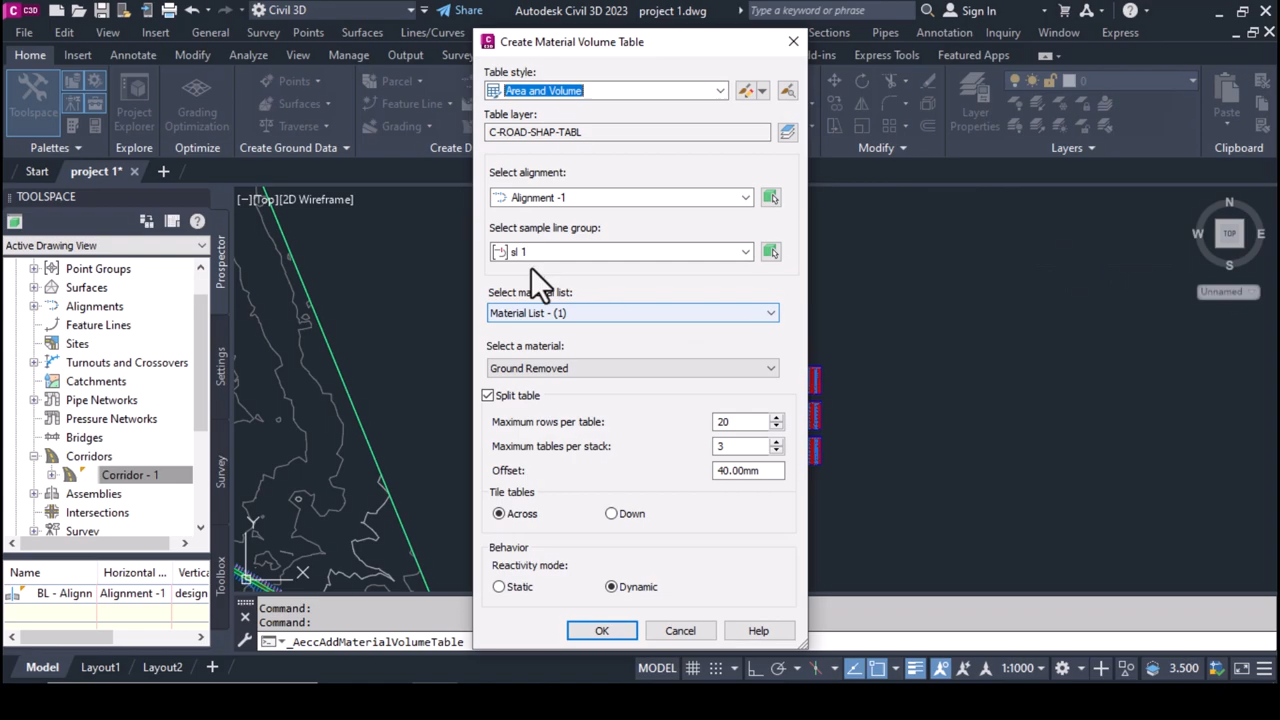 C3D
Civil 3D
Share
Autodesk Civil 3D 2023 project 1.dwg
Type a keyword or phrase
Sign In
File Edit View Insert General Survey Points Surfaces Lines/Curves
Sections Pipes Annotation Inquiry Window Express
Home Insert Annotate Modify Analyze View Manage Output Survey
Add-ins Express Tools Featured Apps
Toolspace
Project
Explorer
Grading
Optimization
Points
Surfaces
Traverse
Parcel
Feature Line
Grading
Layer
Properties
0
Paste
Palettes
Explore
Optimize
Create Ground Data
Create D
Modify
Layers
Clipboard
Start
project 1*
TOOLSPACE
Active Drawing View
Point Groups
Surfaces
Alignments
Feature Lines
Sites
Turnouts and Crossovers
Catchments
Pipe Networks
Pressure Networks
Bridges
Corridors
Corridor - 1
Assemblies
Intersections
Survey
Prospector
Settings
Survey
Toolbox
Name Horizontal ... Vertic
BL - Alignn Alignment -1 design
[−][Top][2D Wireframe]
Y
X
N
W TOP E
S
Unnamed
Create Material Volume Table
Table style:
Area and Volume
Table layer:
C-ROAD-SHAP-TABL
Select alignment:
Alignment -1
Select sample line group:
sl 1
Select material list:
Material List - (1)
Select a material:
Ground Removed
Split table
Maximum rows per table: 20
Maximum tables per stack: 3
Offset: 40.00mm
Tile tables
Across Down
Behavior
Reactivity mode:
Static Dynamic
OK Cancel Help
Command:
Command:
_AeccAddMaterialVolumeTable
Model Layout1 Layout2
MODEL
1:1000
3.500